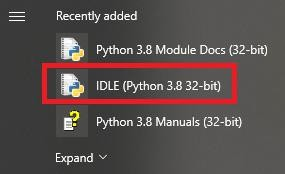 Recently added
Python 3.8 Module Docs (32-bit)
IDLE (Python 3.8 32-bit)
Python 3.8 Manuals (32-bit)
Expand